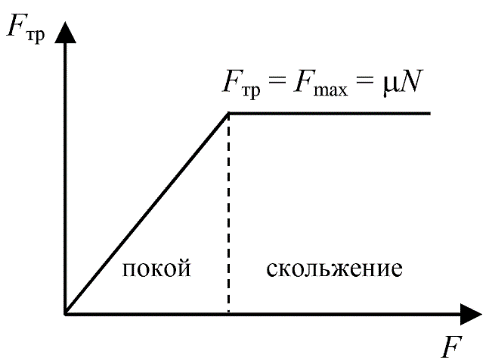 Fтр
Fтр = Fmax = μN
покой
скольжение
F